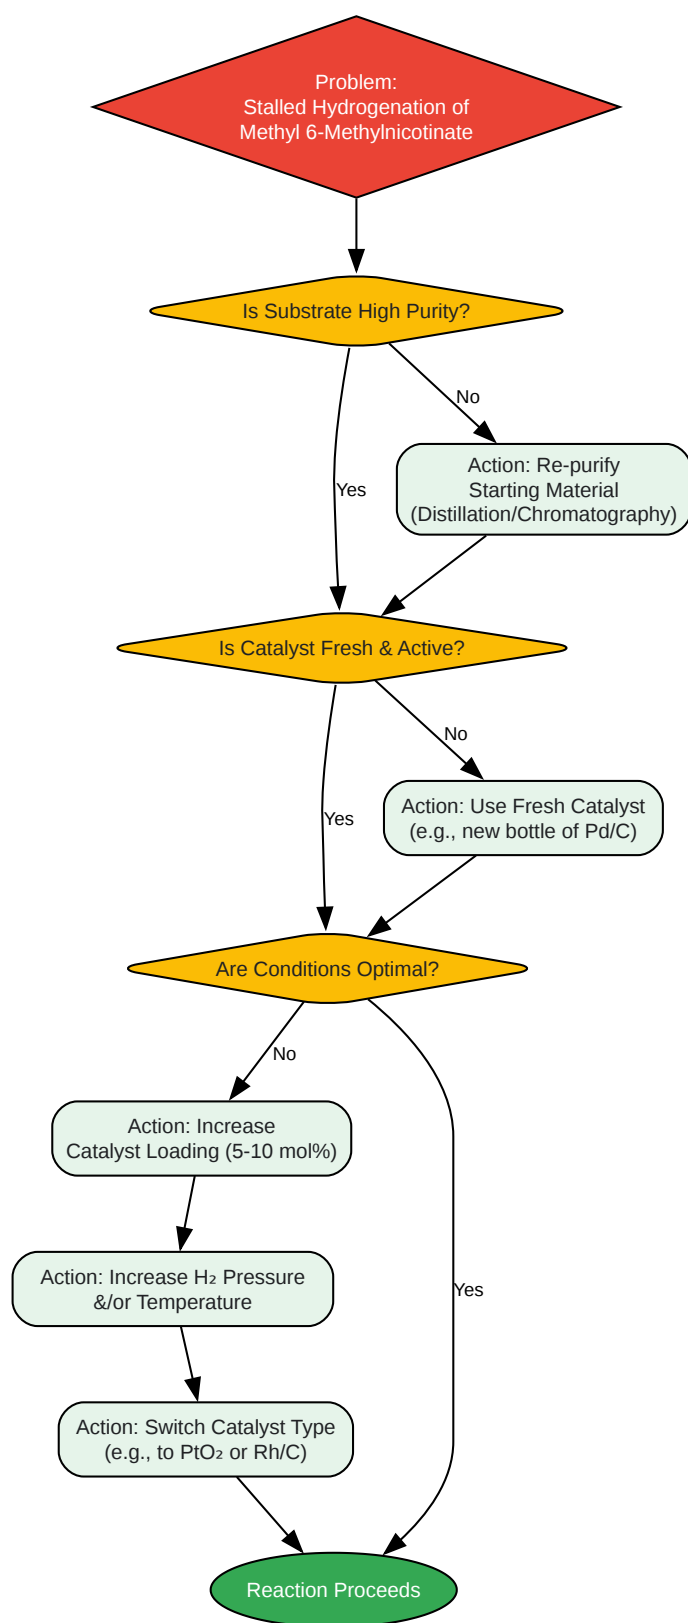 Problem:
Stalled Hydrogenation of
Methyl 6-Methylnicotinate
Is Substrate High Purity?
No
Action: Re-purify
Starting Material
(Distillation/Chromatography)
Yes
Is Catalyst Fresh & Active?
No
Action: Use Fresh Catalyst
(e.g., new bottle of Pd/C)
Yes
Are Conditions Optimal?
No
Action: Increase
Catalyst Loading (5-10 mol%)
Action: Increase H₂ Pressure
&/or Temperature
Yes
Action: Switch Catalyst Type
(e.g., to PtO₂ or Rh/C)
Reaction Proceeds